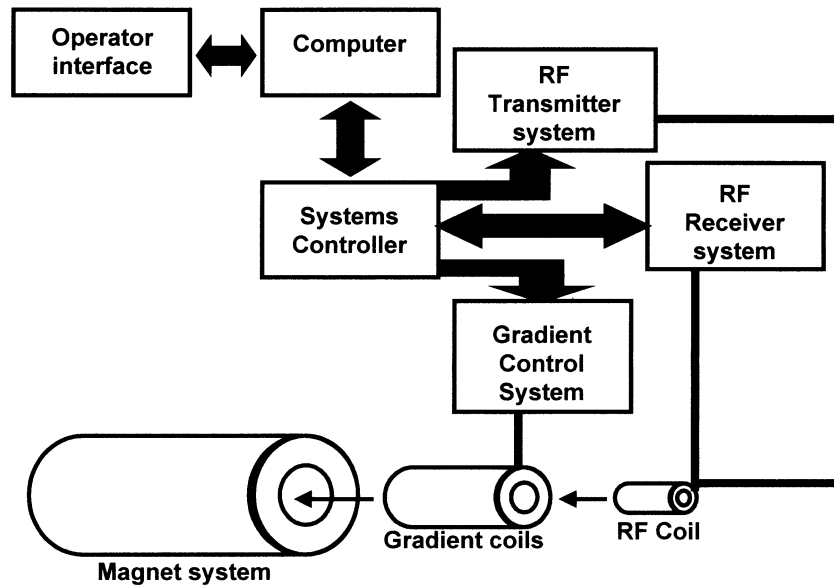 Operator
interface
Computer
RF
Transmitter
system
Systems
Controller
RF
Receiver
system
Gradient
Control
System
Magnet system
Gradient coils
RF Coil